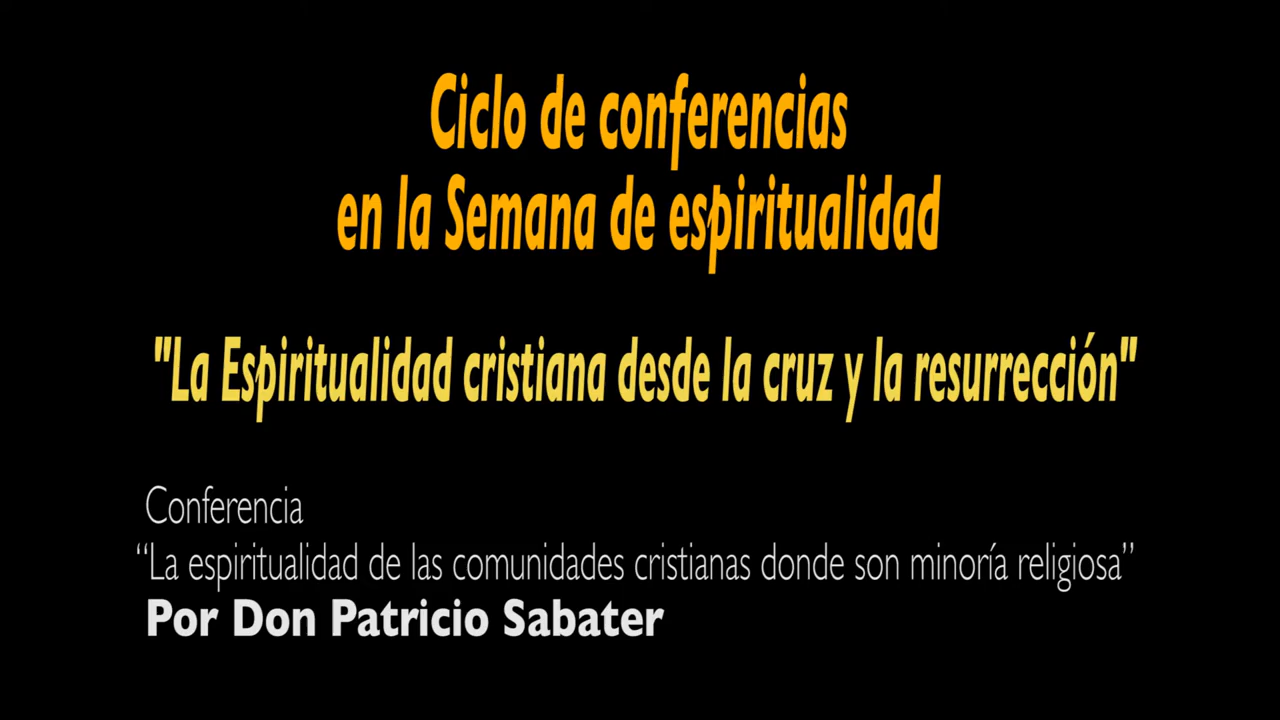 Ciclo de conferencias
en la Semana de espiritualidad
"La Espiritualidad cristiana desde la cruz y la resurrección"
Conferencia
“La espiritualidad de las comunidades cristianas donde son minoría religiosa”
Por Don Patricio Sabater